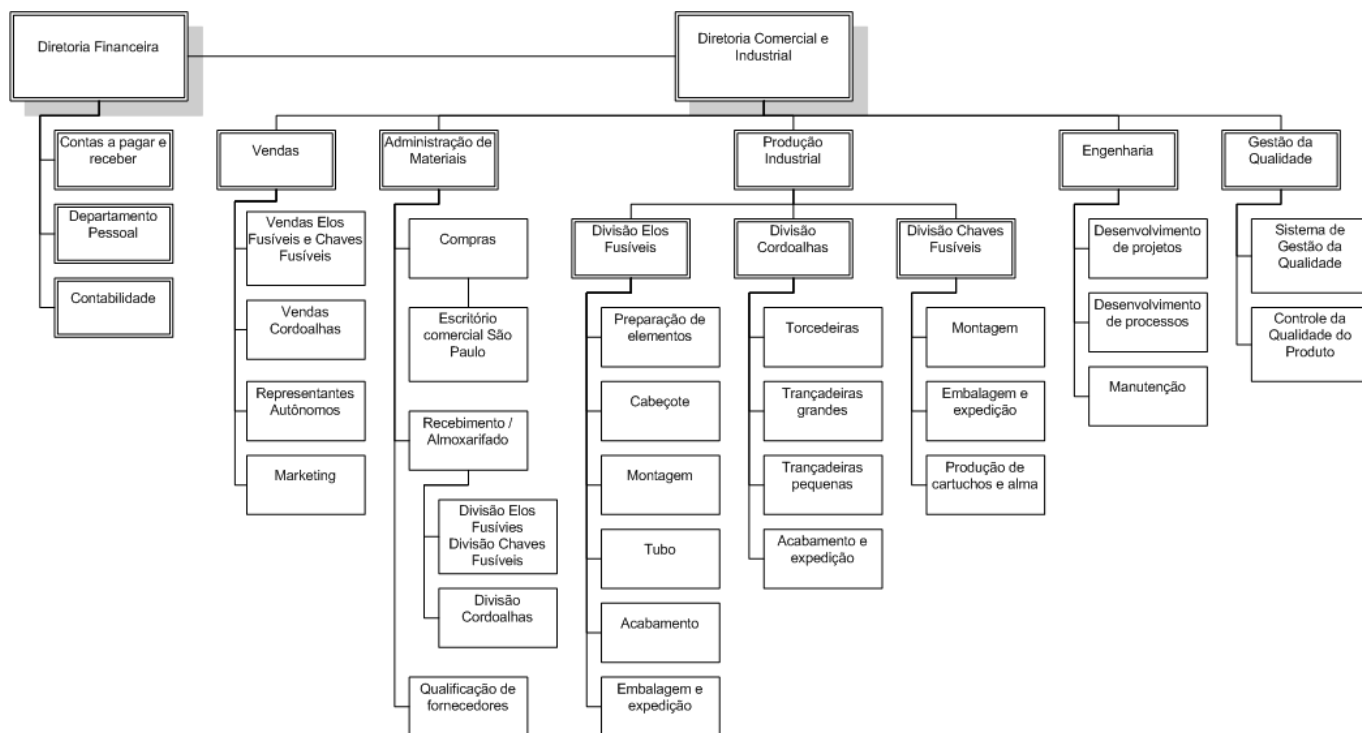 Diretoria Financeira
Diretoria Comercial e
Industrial
Contas a pagar e
receber
Departamento
Pessoal
Contabilidade
Vendas
Vendas Elos
Fusíveis e Chaves
Fusíveis
Vendas
Cordoalhas
Representantes
Autônomos
Marketing
Administração de
Materiais
Compras
Escritório
comercial São
Paulo
Recebimento /
Almoxarifado
Divisão Elos
Fusívies
Divisão Chaves
Fusíveis
Divisão
Cordoalhas
Qualificação de
fornecedores
Produção
Industrial
Divisão Elos
Fusíveis
Preparação de
elementos
Cabeçote
Montagem
Tubo
Acabamento
Embalagem e
expedição
Divisão
Cordoalhas
Torcedeiras
Trançadeiras
grandes
Trançadeiras
pequenas
Acabamento e
expedição
Divisão Chaves
Fusíveis
Montagem
Embalagem e
expedição
Produção de
cartuchos e alma
Engenharia
Desenvolvimento
de projetos
Desenvolvimento
de processos
Manutenção
Gestão da
Qualidade
Sistema de
Gestão da
Qualidade
Controle da
Qualidade do
Produto